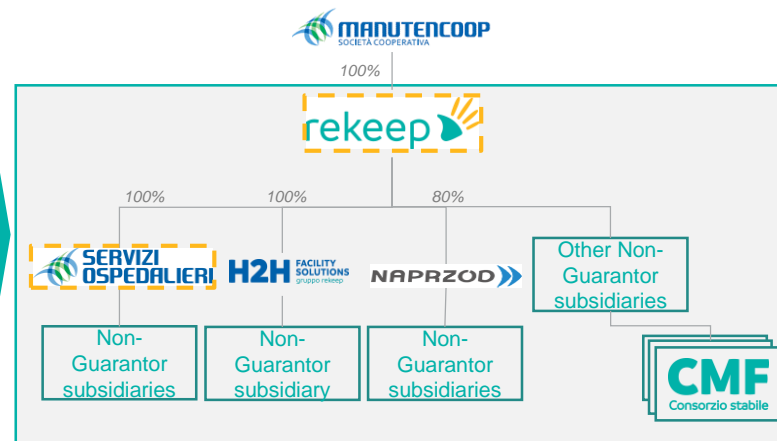 MANUTENCOOP
SOCIETÀ COOPERATIVA
100%
rekeep
100%
100%
80%
SERVIZI
OSPEDALIERI
H2H FACILITY
SOLUTIONS
gruppo rekeep
NAPRZOD
Other Non-
Guarantor
subsidiaries
Non-
Guarantor
subsidiaries
Non-
Guarantor
subsidiary
Non-
Guarantor
subsidiaries
CMF
Consorzio stabile